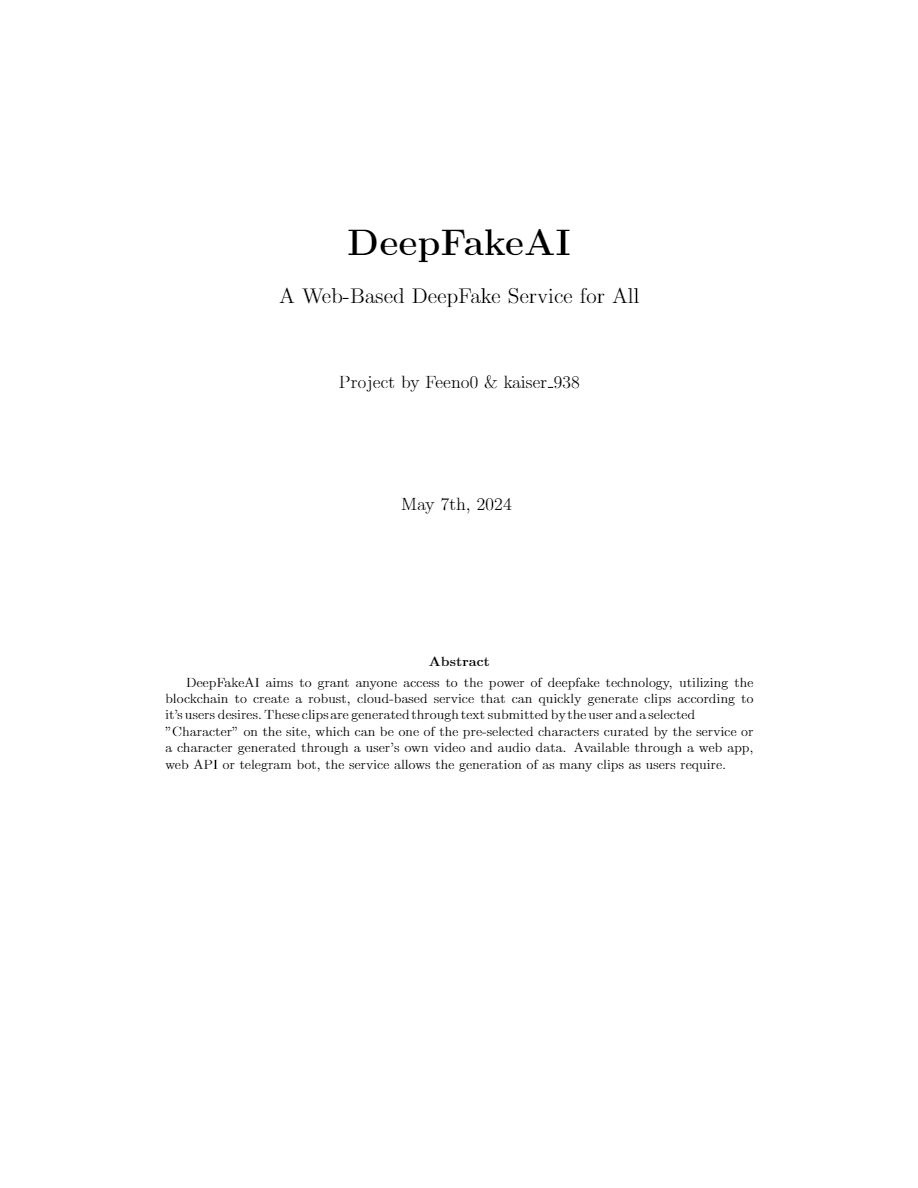 DeepFakeAI
A Web-Based DeepFake Service for All
Project by Feeno0 & kaiser_938
May 7th, 2024
Abstract
DeepFakeAI aims to grant anyone access to the power of deepfake technology, utilizing the
blockchain to create a robust, cloud-based service that can quickly generate clips according to
it's users desires. These clips are generated through text submitted by the user and a selected
”Character” on the site, which can be one of the pre-selected characters curated by the service or
a character generated through a user's own video and audio data. Available through a web app,
web API or telegram bot, the service allows the generation of as many clips as users require.